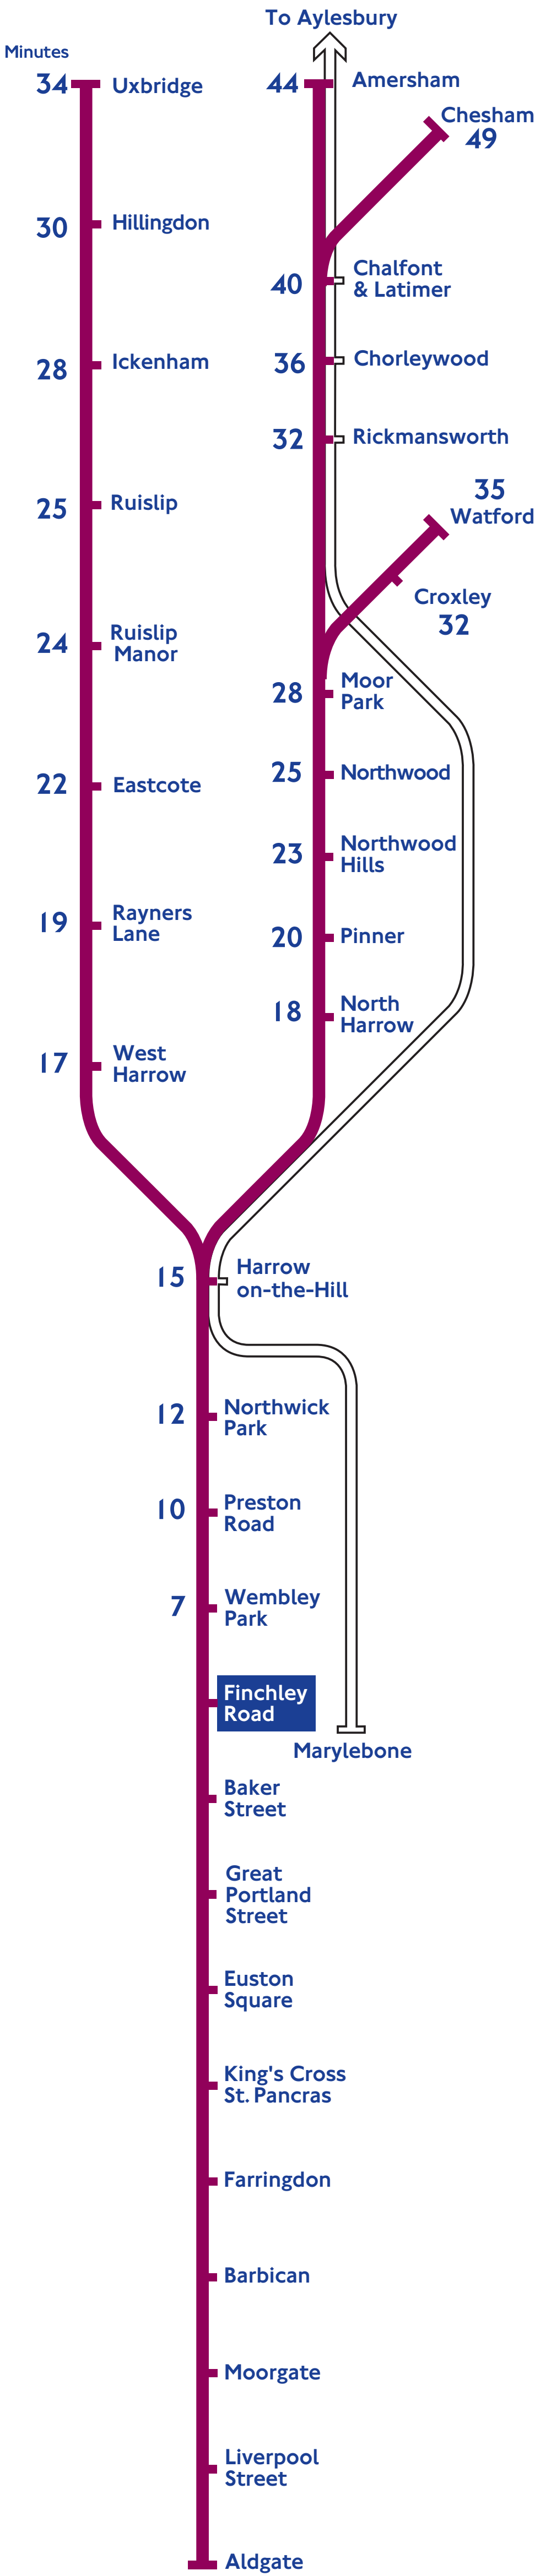 To Aylesbury
Minutes
34 Uxbridge
30 Hillingdon
28 Ickenham
25 Ruislip
24 Ruislip
Manor
22 Eastcote
19 Rayners
Lane
17 West
Harrow
44 Amersham
Chesham
49
40 Chalfont
& Latimer
36 Chorleywood
32 Rickmansworth
35
Watford
Croxley
32
28 Moor
Park
25 Northwood
23 Northwood
Hills
20 Pinner
18 North
Harrow
15 Harrow
on-the-Hill
12 Northwick
Park
10 Preston
Road
7 Wembley
Park
Finchley
Road
Marylebone
Baker
Street
Great
Portland
Street
Euston
Square
King's Cross
St. Pancras
Farringdon
Barbican
Moorgate
Liverpool
Street
Aldgate